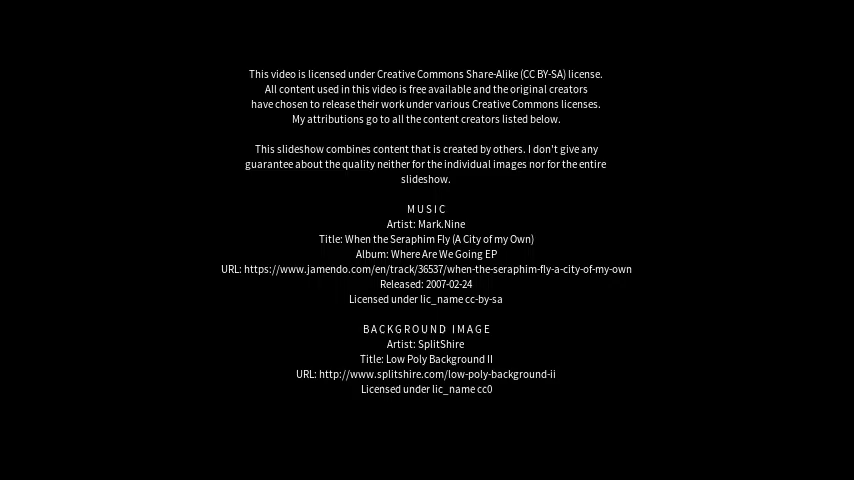 This video is licensed under Creative Commons Share-Alike (CC BY-SA) license.
All content used in this video is free available and the original creators
have chosen to release their work under various Creative Commons licenses.
My attributions go to all the content creators listed below.
This slideshow combines content that is created by others. I don't give any
guarantee about the quality neither for the individual images nor for the entire
slideshow.
MUSIC
Artist: Mark.Nine
Title: When the Seraphim Fly (A City of my Own)
Album: Where Are We Going EP
URL: https://www.jamendo.com/en/track/36537/when-the-seraphim-fly-a-city-of-my-own
Released: 2007-02-24
Licensed under lic_name cc-by-sa
BACKGROUND IMAGE
Artist: SplitShire
Title: Low Poly Background II
URL: http://www.splitshire.com/low-poly-background-ii
Licensed under lic_name cc0